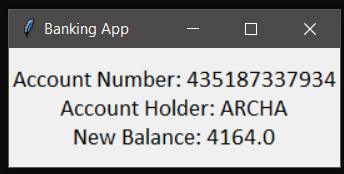 Banking App
Account Number: 435187337934
Account Holder: ARCHA
New Balance: 4164.0